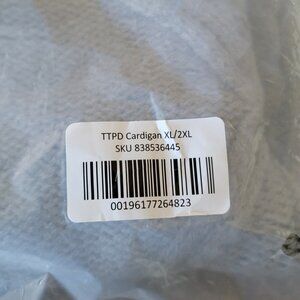 TTPD Cardigan XL/2XL
SKU 838536445
00196177264823